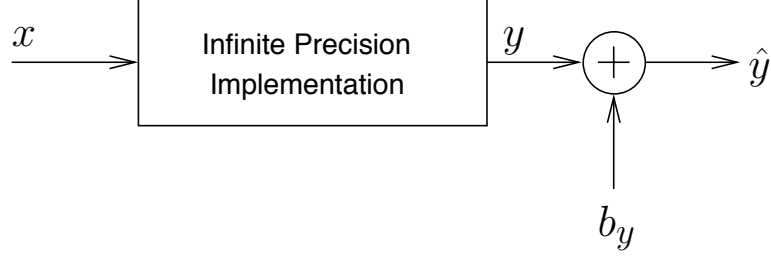 x
Infinite Precision
Implementation
y
+
ŷ
b_y